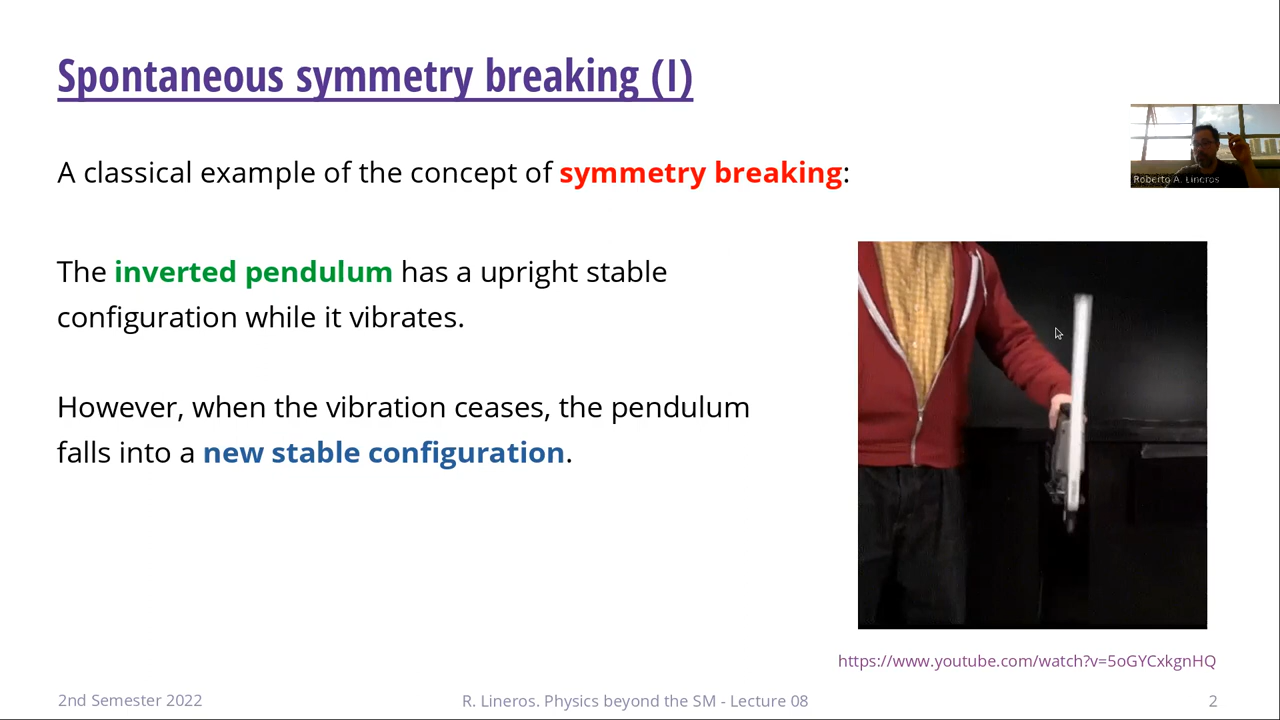 Spontaneous symmetry breaking (I)
A classical example of the concept of symmetry breaking:
Roberto A. Lineros
The inverted pendulum has a upright stable
configuration while it vibrates.
However, when the vibration ceases, the pendulum
falls into a new stable configuration.
https://www.youtube.com/watch?v=5oGYCxkgnHQ
2nd Semester 2022
R. Lineros. Physics beyond the SM - Lecture 08
2